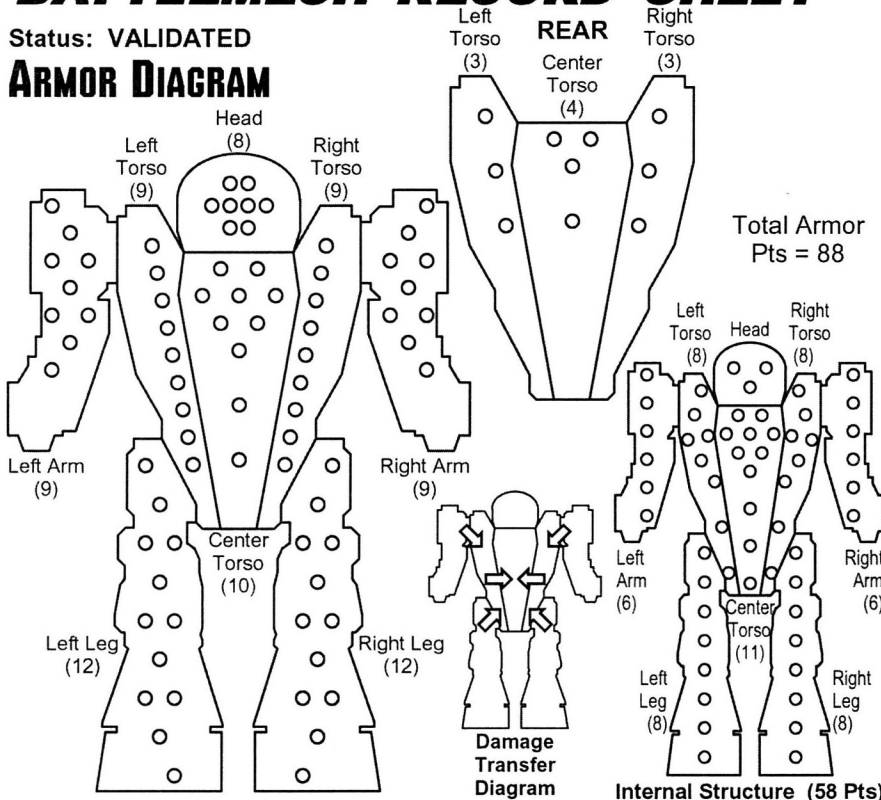 BATTLEMECH RECORD SHEET
Status: VALIDATED
ARMOR DIAGRAM
Head
(8)
Left
Torso
(9)
Right
Torso
(9)
Left Arm
(9)
Right Arm
(9)
Center
Torso
(10)
Left Leg
(12)
Right Leg
(12)
REAR
Left
Torso
(3)
Center
Torso
(4)
Right
Torso
(3)
Total Armor
Pts = 88
Damage
Transfer
Diagram
Left
Torso
(8)
Head
Right
Torso
(8)
Left
Arm
(6)
Right
Arm
(6)
Center
Torso
(11)
Left
Leg
(8)
Right
Leg
(8)
Internal Structure (58 Pts)